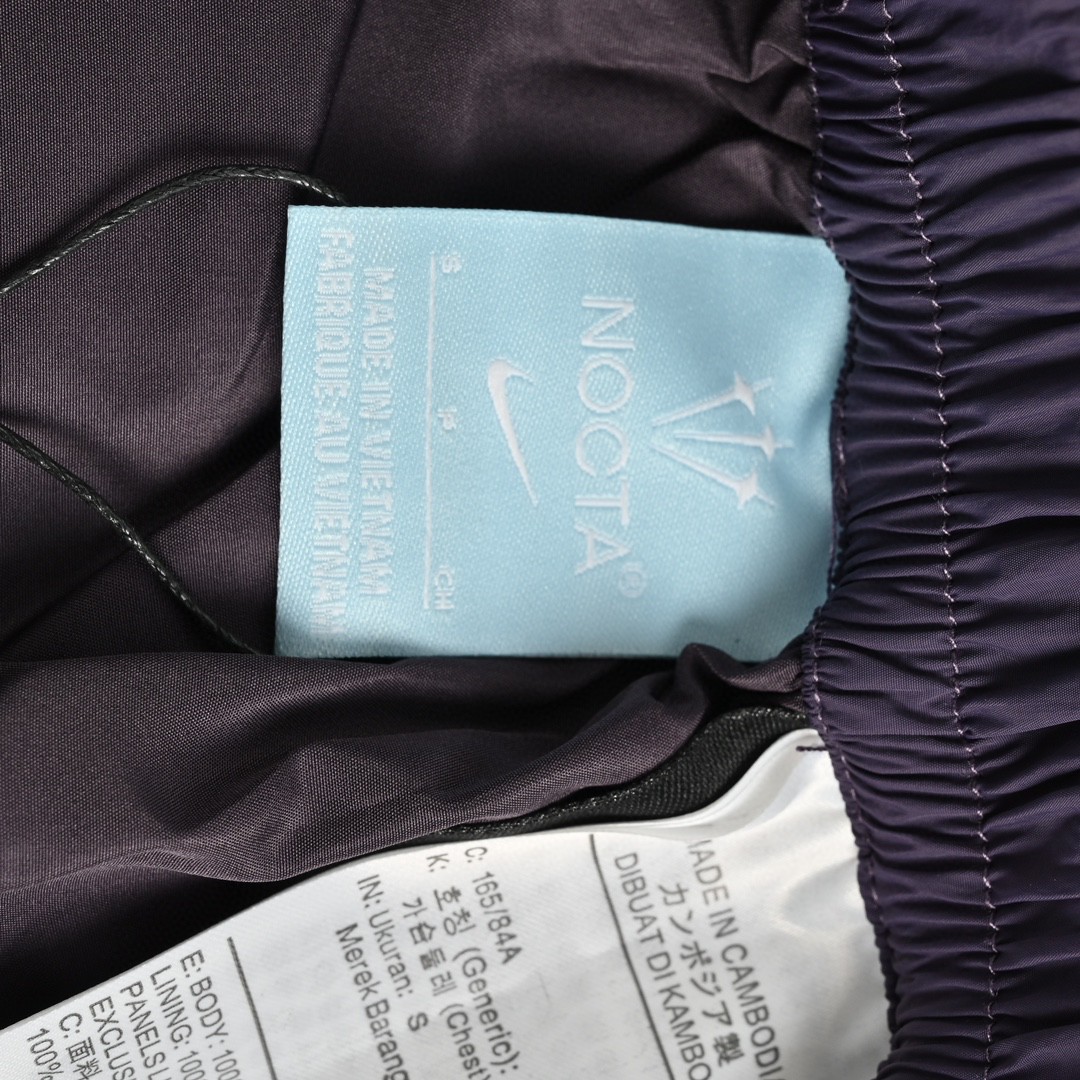 NOCTA®
S JP CH
MADE IN VIETNAM
FABRIQUE AU VIETNAM
MADE IN CAMBODI
カンボジア製
DIBUAT DI KAMBO
C: 165/84A
K: 호칭 (Generic):
가슴둘레 (Chest)
IN: Ukuran: S
Merek Barang
E: BODY: 100
LINING: 100
PANELS L
EXCLUS
C: 面料
100%